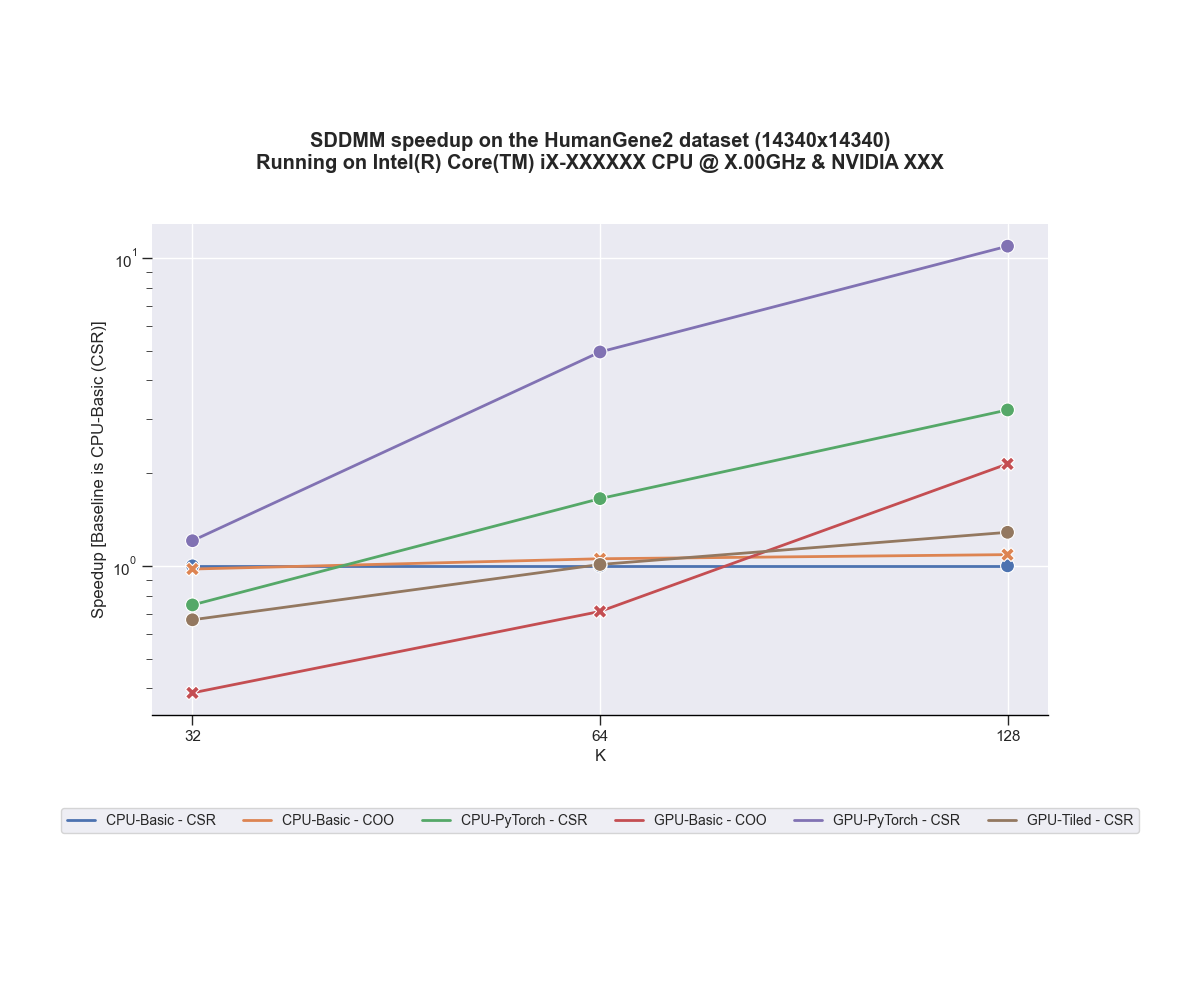 SDDMM speedup on the HumanGene2 dataset (14340x14340)
Running on Intel(R) Core(TM) iX-XXXXXX CPU @ X.00GHz & NVIDIA XXX
Speedup [Baseline is CPU-Basic (CSR)]
10^1
10^0
32 64 128
K
CPU-Basic - CSR CPU-Basic - COO CPU-PyTorch - CSR GPU-Basic - COO GPU-PyTorch - CSR GPU-Tiled - CSR